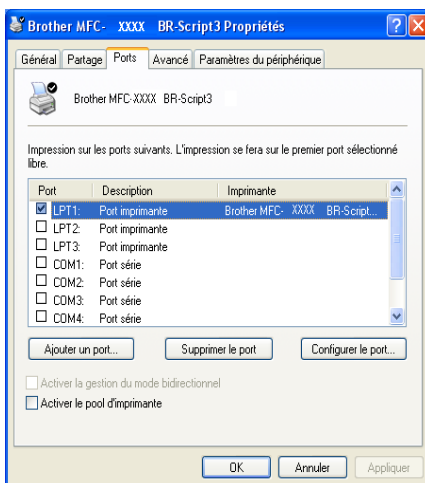 Brother MFC- XXXX BR-Script3 Propriétés
Général Partage Ports Avancé Paramètres du périphérique
Brother MFC-XXXX BR-Script3
Impression sur les ports suivants. L'impression se fera sur le premier port sélectionné
libre.
Port Description Imprimante
LPT1: Port imprimante Brother MFC- XXXX BR-Script...
LPT2: Port imprimante
LPT3: Port imprimante
COM1: Port série
COM2: Port série
COM3: Port série
COM4: Port série
Ajouter un port... Supprimer le port Configurer le port...
Activer la gestion du mode bidirectionnel
Activer le pool d'imprimante
OK Annuler Appliquer